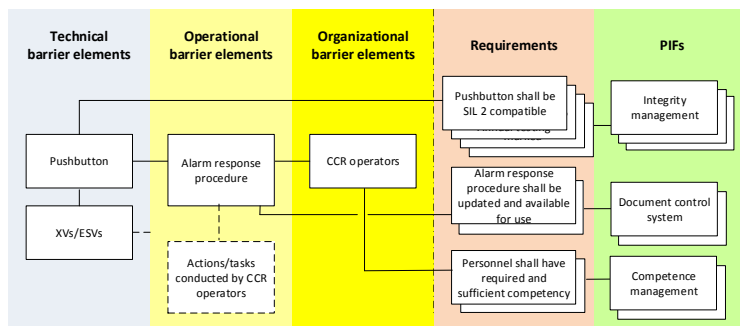 Technical
barrier elements
Operational
barrier elements
Organizational
barrier elements
Requirements
PIFs
Pushbutton shall be
SIL 2 compatible
Integrity
management
Pushbutton
Alarm response
procedure
CCR operators
Alarm response
procedure shall be
updated and available
for use
Document control
system
XVs/ESVs
Actions/tasks
conducted by CCR
operators
Personnel shall have
required and
sufficient competency
Competence
management